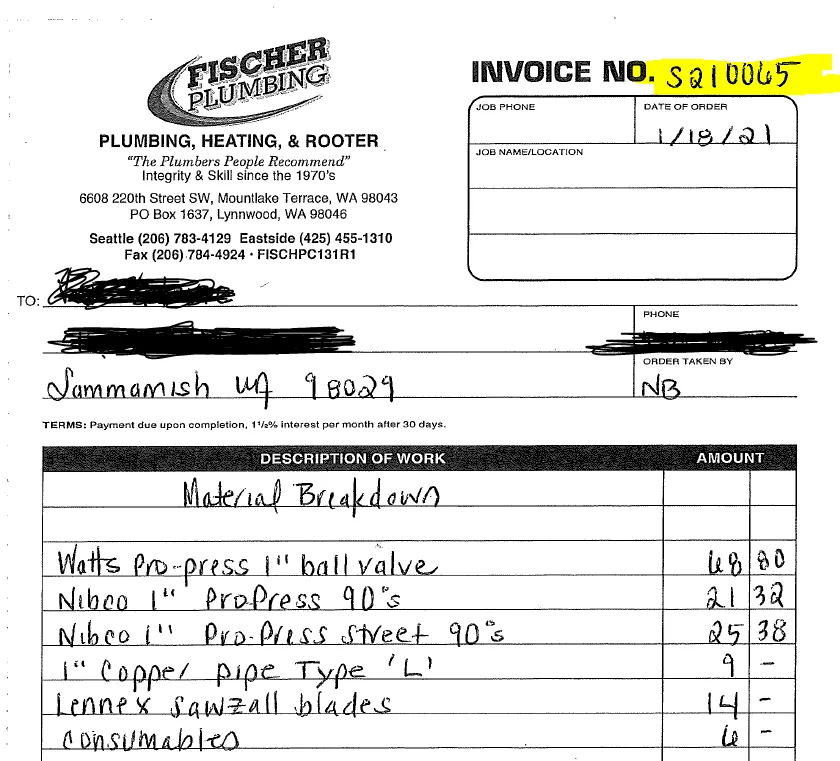 FISCHER
PLUMBING
PLUMBING, HEATING, & ROOTER
"The Plumbers People Recommend"
Integrity & Skill since the 1970's
6608 220th Street SW, Mountlake Terrace, WA 98043
PO Box 1637, Lynnwood, WA 98046
Seattle (206) 783-4129 Eastside (425) 455-1310
Fax (206) 784-4924 · FISCHPC131R1
INVOICE NO. S210065
JOB PHONE
DATE OF ORDER
1/18/21
JOB NAME/LOCATION
TO:
PHONE
ORDER TAKEN BY
Sammamish WA 98029
NB
TERMS: Payment due upon completion, 1 1/2% interest per month after 30 days.
DESCRIPTION OF WORK AMOUNT
Material Breakdown
Watts Pro-press 1" ball valve 68 80
Nibco 1" ProPress 90°s 21 32
Nibco 1" Pro-Press street 90°s 25 38
1" Copper pipe Type 'L' 9 -
Lennex sawzall blades 14 -
Consumables 6 -